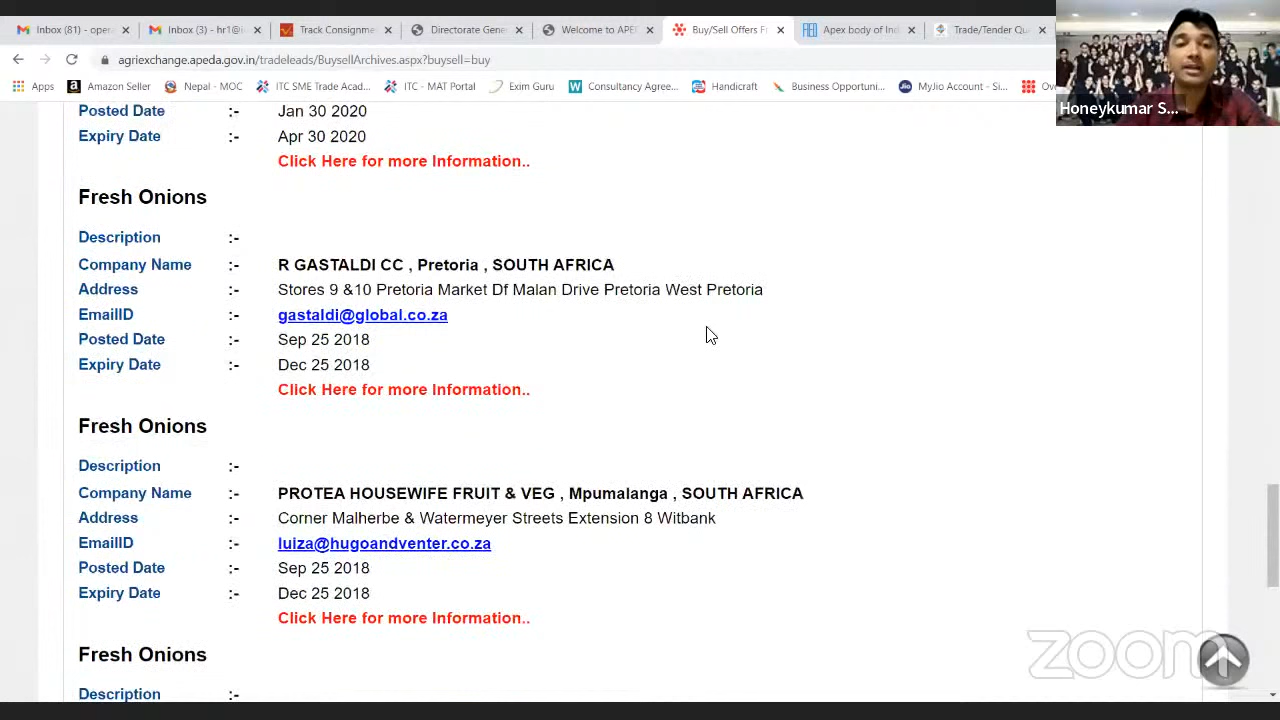 Inbox (81) - oper
Inbox (3) - hr1@i
Track Consignme
Directorate Gene
Welcome to APE
Buy/Sell Offers F
Apex body of Ind
Trade/Tender Qu
agriexchange.apeda.gov.in/tradeleads/BuysellArchives.aspx?buysell=buy
Apps
Amazon Seller
Nepal - MOC
ITC SME Trade Acad...
ITC - MAT Portal
Exim Guru
Consultancy Agree...
Handicraft
Business Opportuni...
MyJio Account - Si...
Honeykumar S...
Posted Date :- Jan 30 2020
Expiry Date :- Apr 30 2020
Click Here for more Information..
Fresh Onions
Description :-
Company Name :- R GASTALDI CC , Pretoria , SOUTH AFRICA
Address :- Stores 9 &10 Pretoria Market Df Malan Drive Pretoria West Pretoria
EmailID :- gastaldi@global.co.za
Posted Date :- Sep 25 2018
Expiry Date :- Dec 25 2018
Click Here for more Information..
Fresh Onions
Description :-
Company Name :- PROTEA HOUSEWIFE FRUIT & VEG , Mpumalanga , SOUTH AFRICA
Address :- Corner Malherbe & Watermeyer Streets Extension 8 Witbank
EmailID :- luiza@hugoandventer.co.za
Posted Date :- Sep 25 2018
Expiry Date :- Dec 25 2018
Click Here for more Information..
Fresh Onions
Description :-
zoom